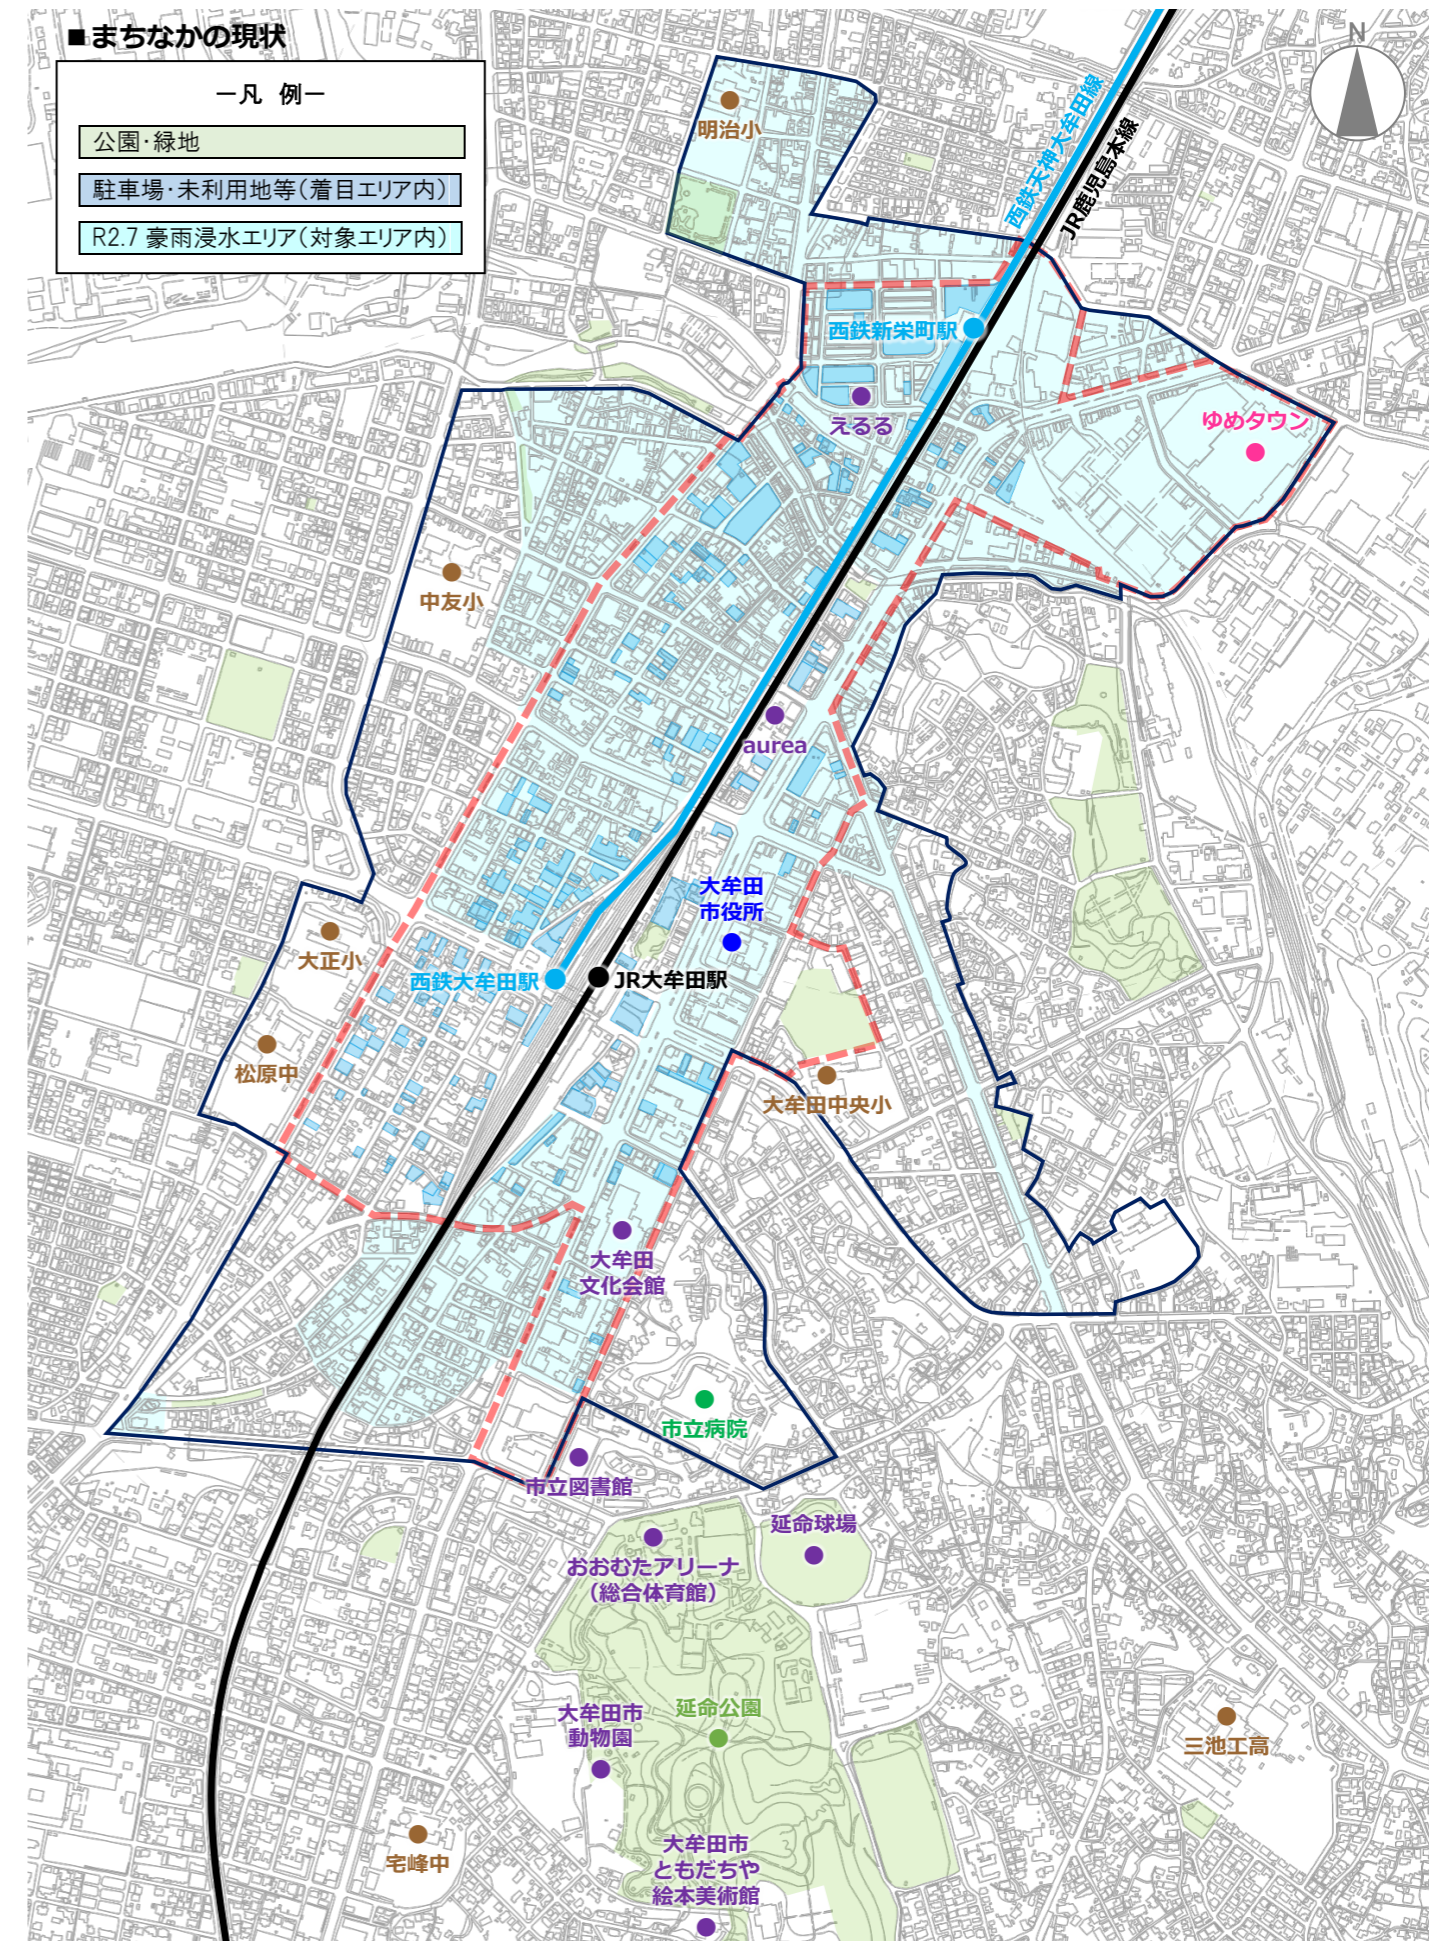 ■まちなかの現状
N
－凡 例－
公園・緑地
駐車場・未利用地等（着目エリア内）
R2.7 豪雨浸水エリア（対象エリア内）
西鉄天神大牟田線
JR鹿児島本線
明治小
西鉄新栄町駅
えるる
ゆめタウン
中友小
aurea
大牟田
市役所
大正小
西鉄大牟田駅
JR大牟田駅
松原中
大牟田中央小
大牟田
文化会館
市立病院
市立図書館
延命球場
おおむたアリーナ
（総合体育館）
大牟田市
動物園
延命公園
三池工高
宅峰中
大牟田市
ともだちや
絵本美術館